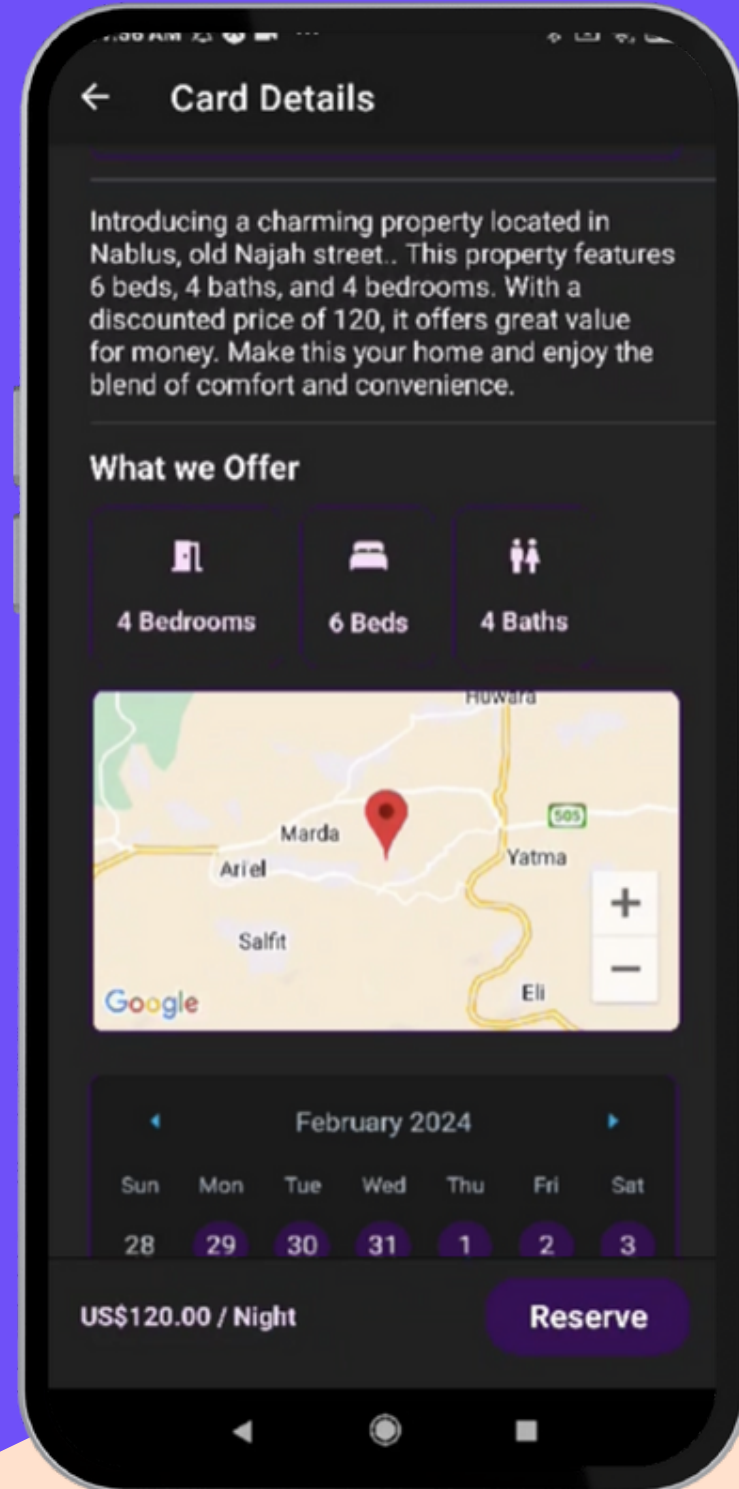 Card Details
Introducing a charming property located in
Nablus, old Najah street.. This property features
6 beds, 4 baths, and 4 bedrooms. With a
discounted price of 120, it offers great value
for money. Make this your home and enjoy the
blend of comfort and convenience.
What we Offer
4 Bedrooms 6 Beds 4 Baths
Huwara
505
Marda
Yatma
Ariel
Salfit
Eli
+
−
Google
February 2024
Sun Mon Tue Wed Thu Fri Sat
28 29 30 31 1 2 3
US$120.00 / Night Reserve